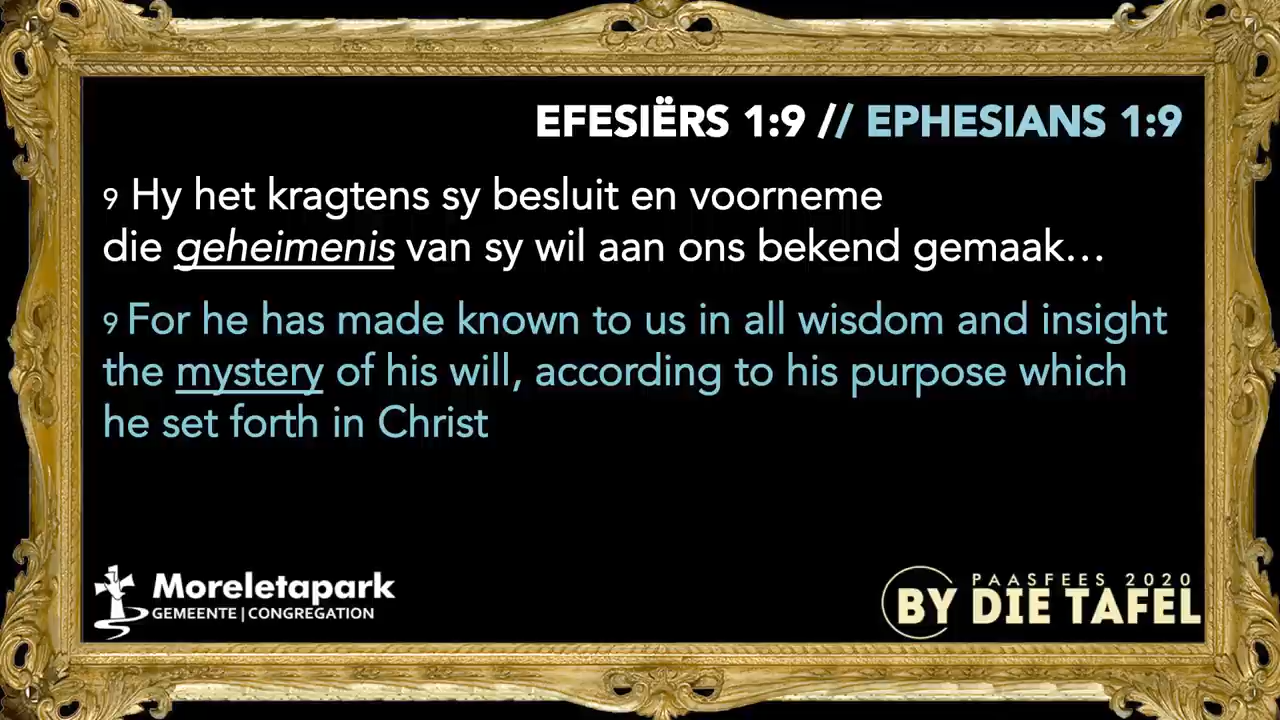 EFESIËRS 1:9 // EPHESIANS 1:9
9 Hy het kragtens sy besluit en voorneme
die geheimenis van sy wil aan ons bekend gemaak…
9 For he has made known to us in all wisdom and insight
the mystery of his will, according to his purpose which
he set forth in Christ
Moreletapark
GEMEENTE | CONGREGATION
PAASFEES 2020
BY DIE TAFEL